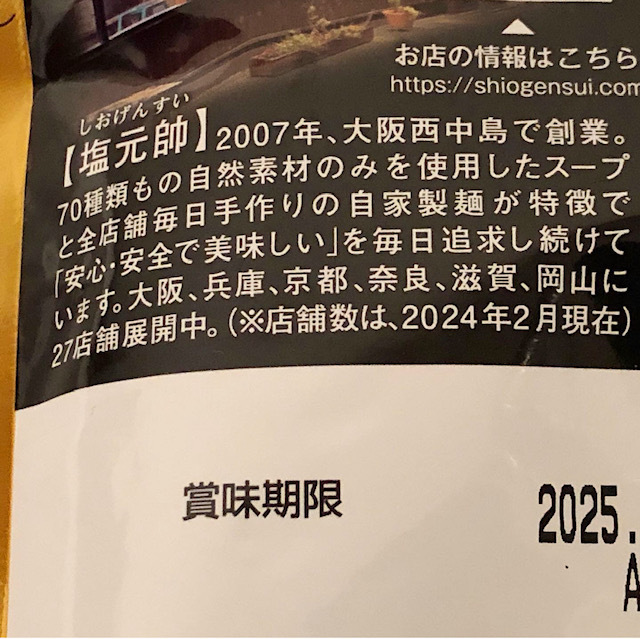 お店の情報はこちら
https://shiogensui.com
しおげんすい
【塩元帥】2007年、大阪西中島で創業。
70種類もの自然素材のみを使用したスープ
と全店舗毎日手作りの自家製麺が特徴で
「安心・安全で美味しい」を毎日追求し続けて
います。大阪、兵庫、京都、奈良、滋賀、岡山に
27店舗展開中。(※店舗数は、2024年2月現在)
賞味期限
2025.
A